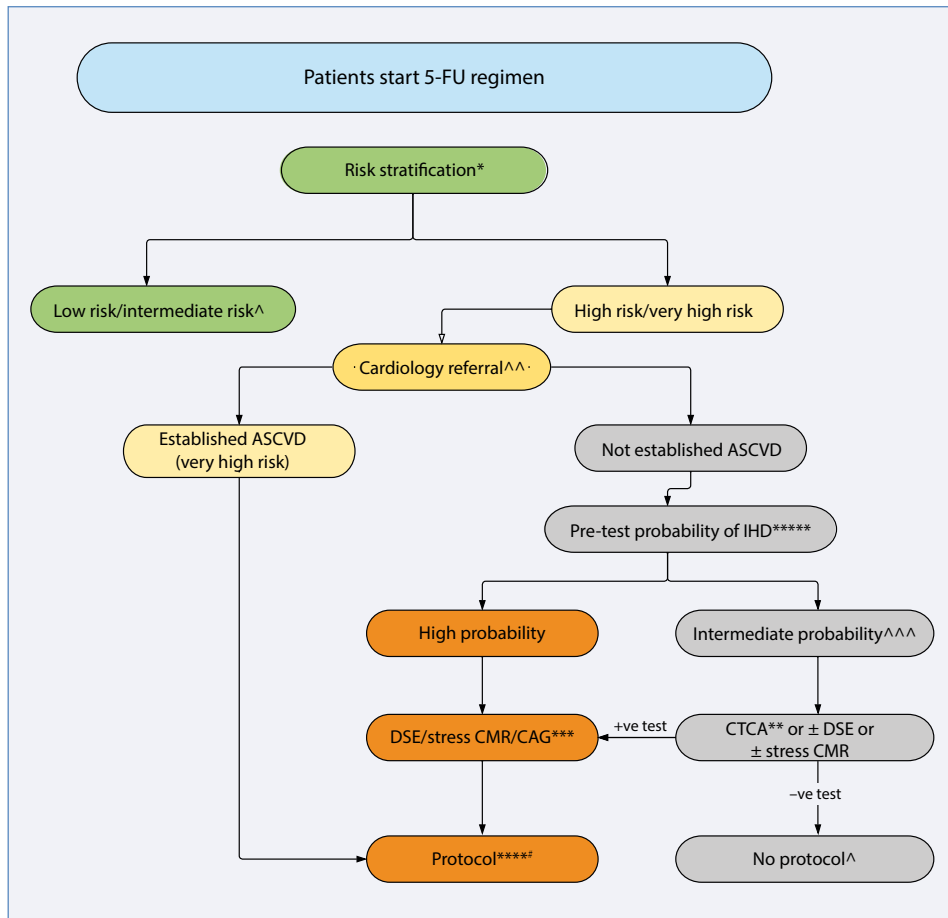 Patients start 5-FU regimen
Risk stratification*
Low risk/intermediate risk^
High risk/very high risk
· Cardiology referral^^ ·
Established ASCVD
(very high risk)
Not established ASCVD
Pre-test probability of IHD*****
High probability
Intermediate probability^^^
DSE/stress CMR/CAG***
+ve test
CTCA** or ± DSE or
± stress CMR
–ve test
Protocol****#
No protocol^